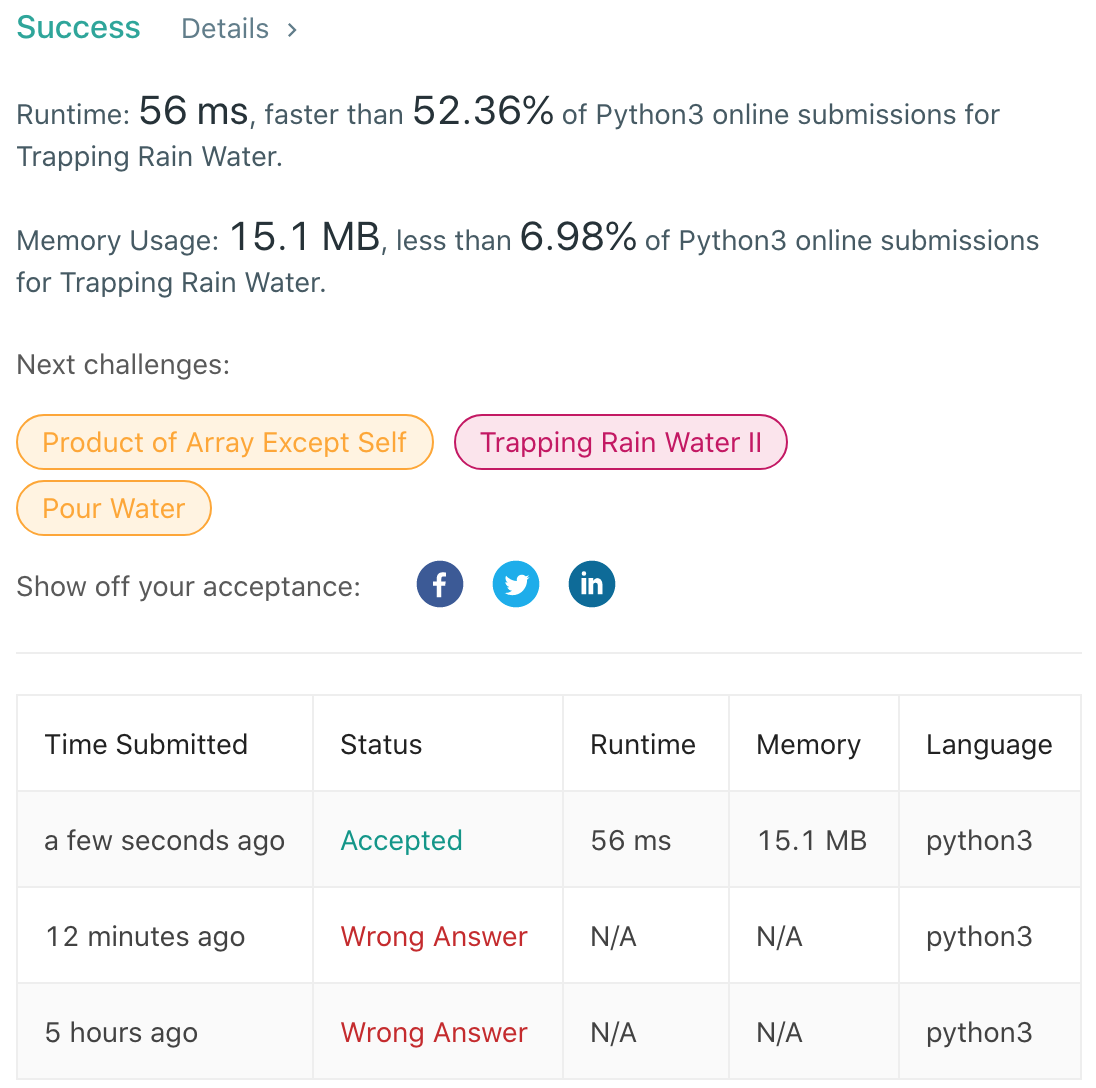 Success Details >
Runtime: 56 ms, faster than 52.36% of Python3 online submissions for
Trapping Rain Water.
Memory Usage: 15.1 MB, less than 6.98% of Python3 online submissions
for Trapping Rain Water.
Next challenges:
Product of Array Except Self Trapping Rain Water II
Pour Water
Show off your acceptance: f in
Time Submitted Status Runtime Memory Language
a few seconds ago Accepted 56 ms 15.1 MB python3
12 minutes ago Wrong Answer N/A N/A python3
5 hours ago Wrong Answer N/A N/A python3